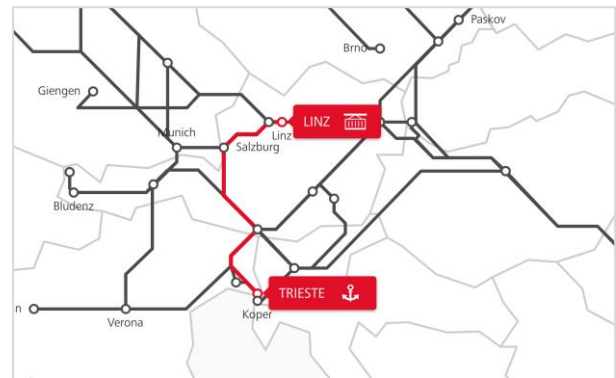 Paskov
Brno
Giengen
LINZ
Linz
Munich
Salzburg
Bludenz
TRIESTE
n
Koper
Verona